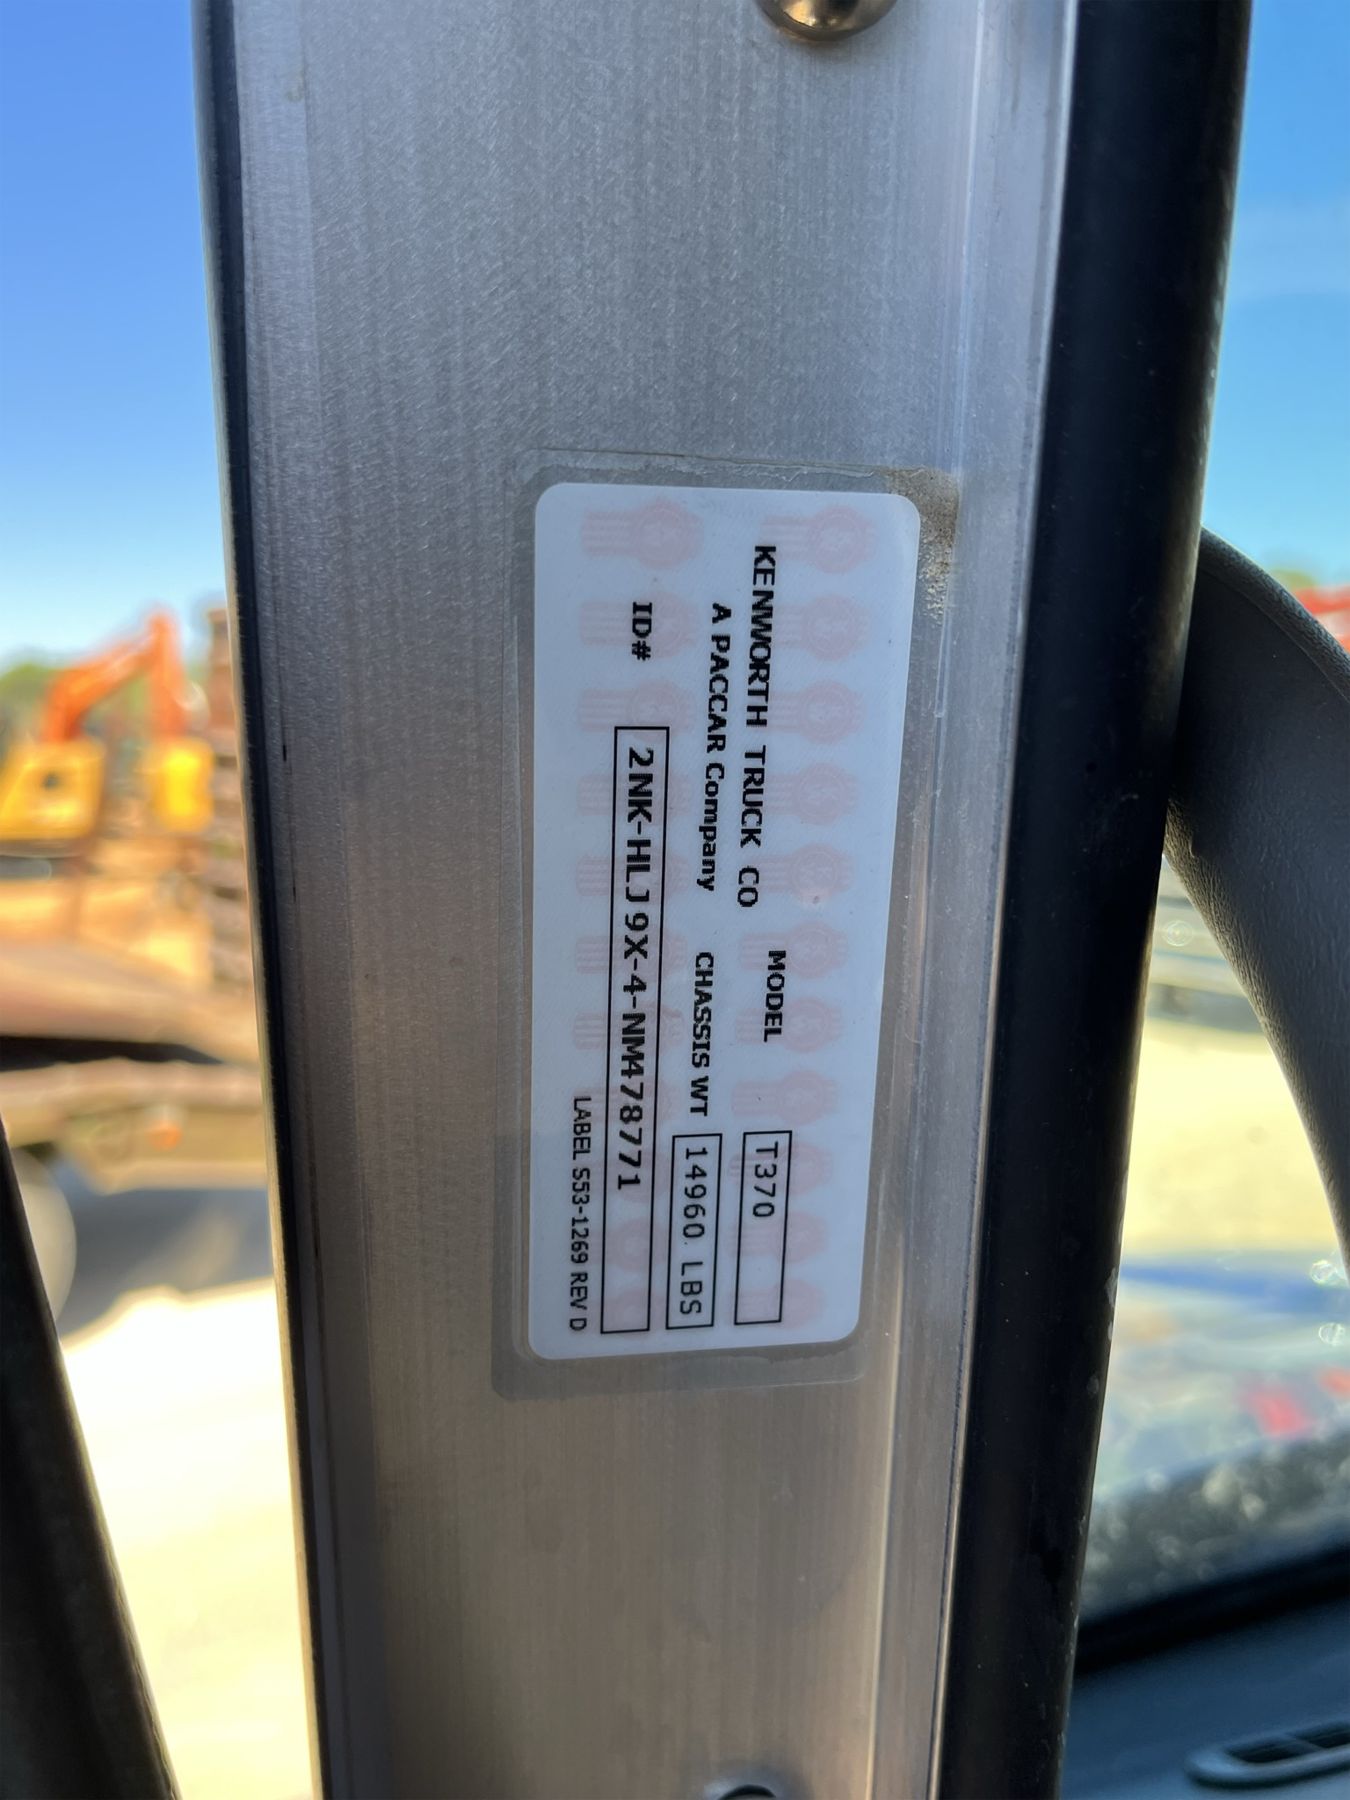 KENWORTH TRUCK CO
A PACCAR Company
MODEL T370
CHASSIS WT 14960. LBS
ID# 2NK-HLJ9X-4-NM478771
LABEL S53-1269 REV D